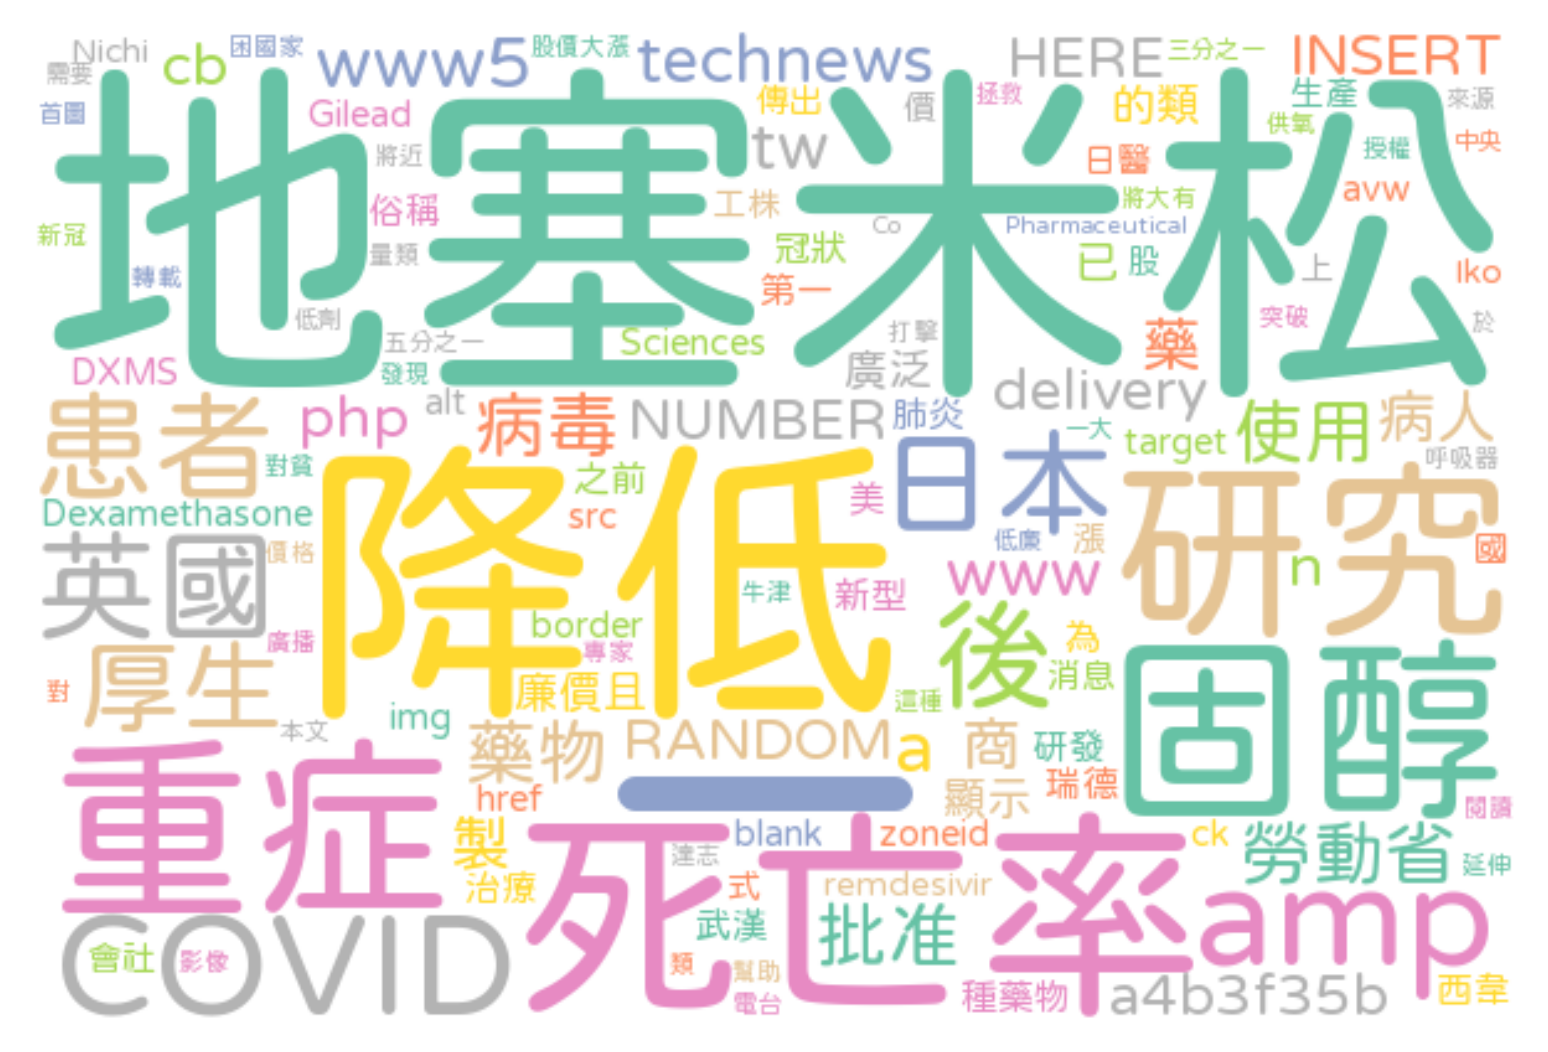 Nichi
cb
困國家
www5
股價大漲
technews
HERE
三分之一
INSERT
需要
首圖
Gilead
傳出
價
拯救
的類
生產
來源
地塞米松
將近
tw
日醫
供氧
授權
中央
俗稱
工株
將大有
avw
新冠
量類
Co
Pharmaceutical
冠狀
已
股
上
Iko
轉載
第一
低劑
五分之一
Sciences
打擊
突破
於
DXMS
發現
廣泛
藥
delivery
患者
php
alt
病毒
NUMBER
肺炎
一大
target
使用
病人
對貧
之前
美
日本
呼吸器
Dexamethasone
降低
src
低廉
漲
研究
國
英國
價格
牛津
新型
www
n
廣播
border
專家
後
為
厚生
對
廉價且
這種
消息
固醇
本文
img
藥物
RANDOM
a
商
研發
重症
href
一
顯示
瑞德
閱讀
製
死亡率
blank
zoneid
ck
勞動省
延伸
達志
治療
式
remdesivir
amp
COVID
武漢
批准
會社
影像
類
幫助
電台
種藥物
a4b3f35b
西韋